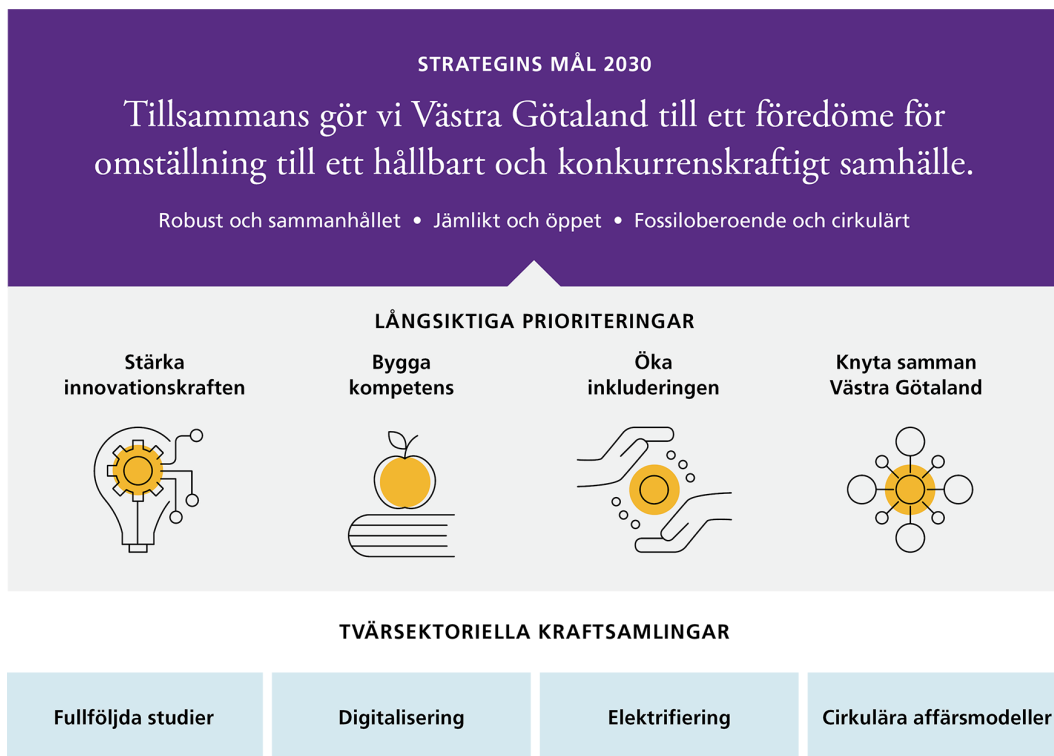 STRATEGINS MÅL 2030
Tillsammans gör vi Västra Götaland till ett föredöme för
omställning till ett hållbart och konkurrenskraftigt samhälle.
Robust och sammanhållet • Jämlikt och öppet • Fossiloberoende och cirkulärt
LÅNGSIKTIGA PRIORITERINGAR
Stärka
innovationskraften
Bygga
kompetens
Öka
inkluderingen
Knyta samman
Västra Götaland
TVÄRSEKTORIELLA KRAFTSAMLINGAR
Fullföljda studier
Digitalisering
Elektrifiering
Cirkulära affärsmodeller